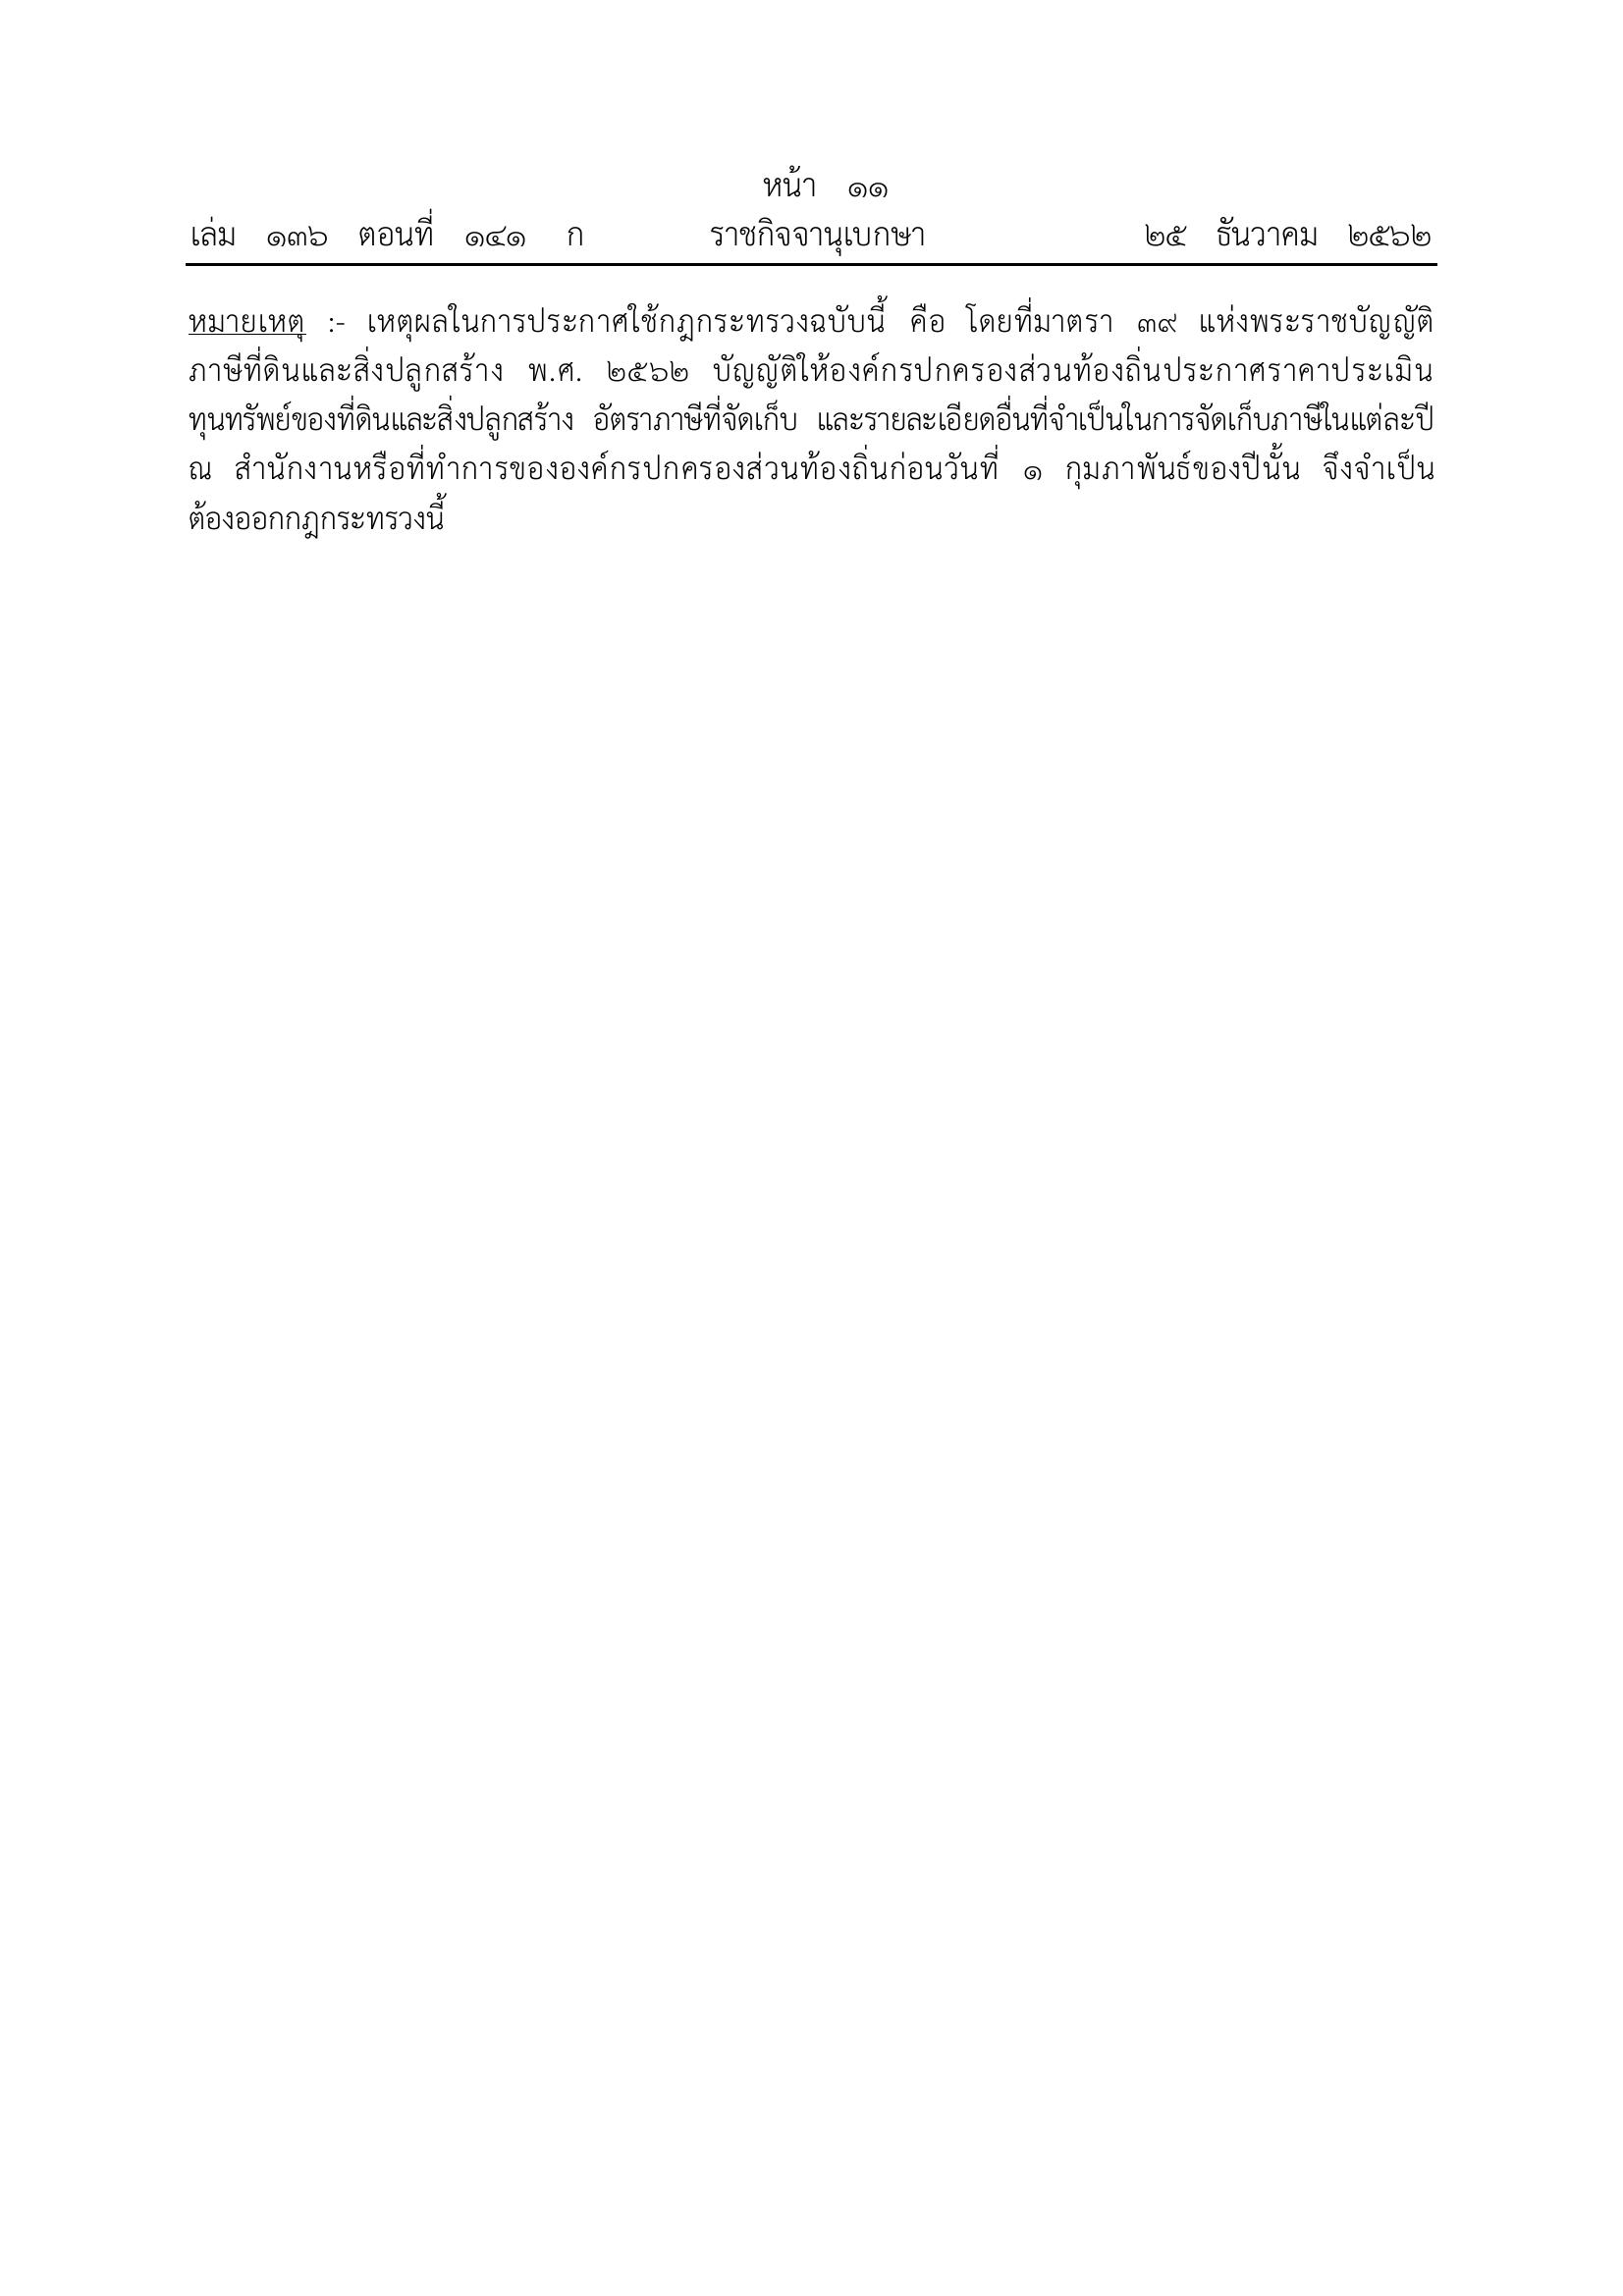 หน้า ๑๑
เล่ม ๑๓๖ ตอนที่ ๑๔๑ ก ราชกิจจานุเบกษา ๒๕ ธันวาคม ๒๕๖๒
หมายเหตุ :- เหตุผลในการประกาศใช้กฎกระทรวงฉบับนี้ คือ โดยที่มาตรา ๓๙ แห่งพระราชบัญญัติ
ภาษีที่ดินและสิ่งปลูกสร้าง พ.ศ. ๒๕๖๒ บัญญัติให้องค์กรปกครองส่วนท้องถิ่นประกาศราคาประเมิน
ทุนทรัพย์ของที่ดินและสิ่งปลูกสร้าง อัตราภาษีที่จัดเก็บ และรายละเอียดอื่นที่จำเป็นในการจัดเก็บภาษีในแต่ละปี
ณ สำนักงานหรือที่ทำการขององค์กรปกครองส่วนท้องถิ่นก่อนวันที่ ๑ กุมภาพันธ์ของปีนั้น จึงจำเป็น
ต้องออกกฎกระทรวงนี้